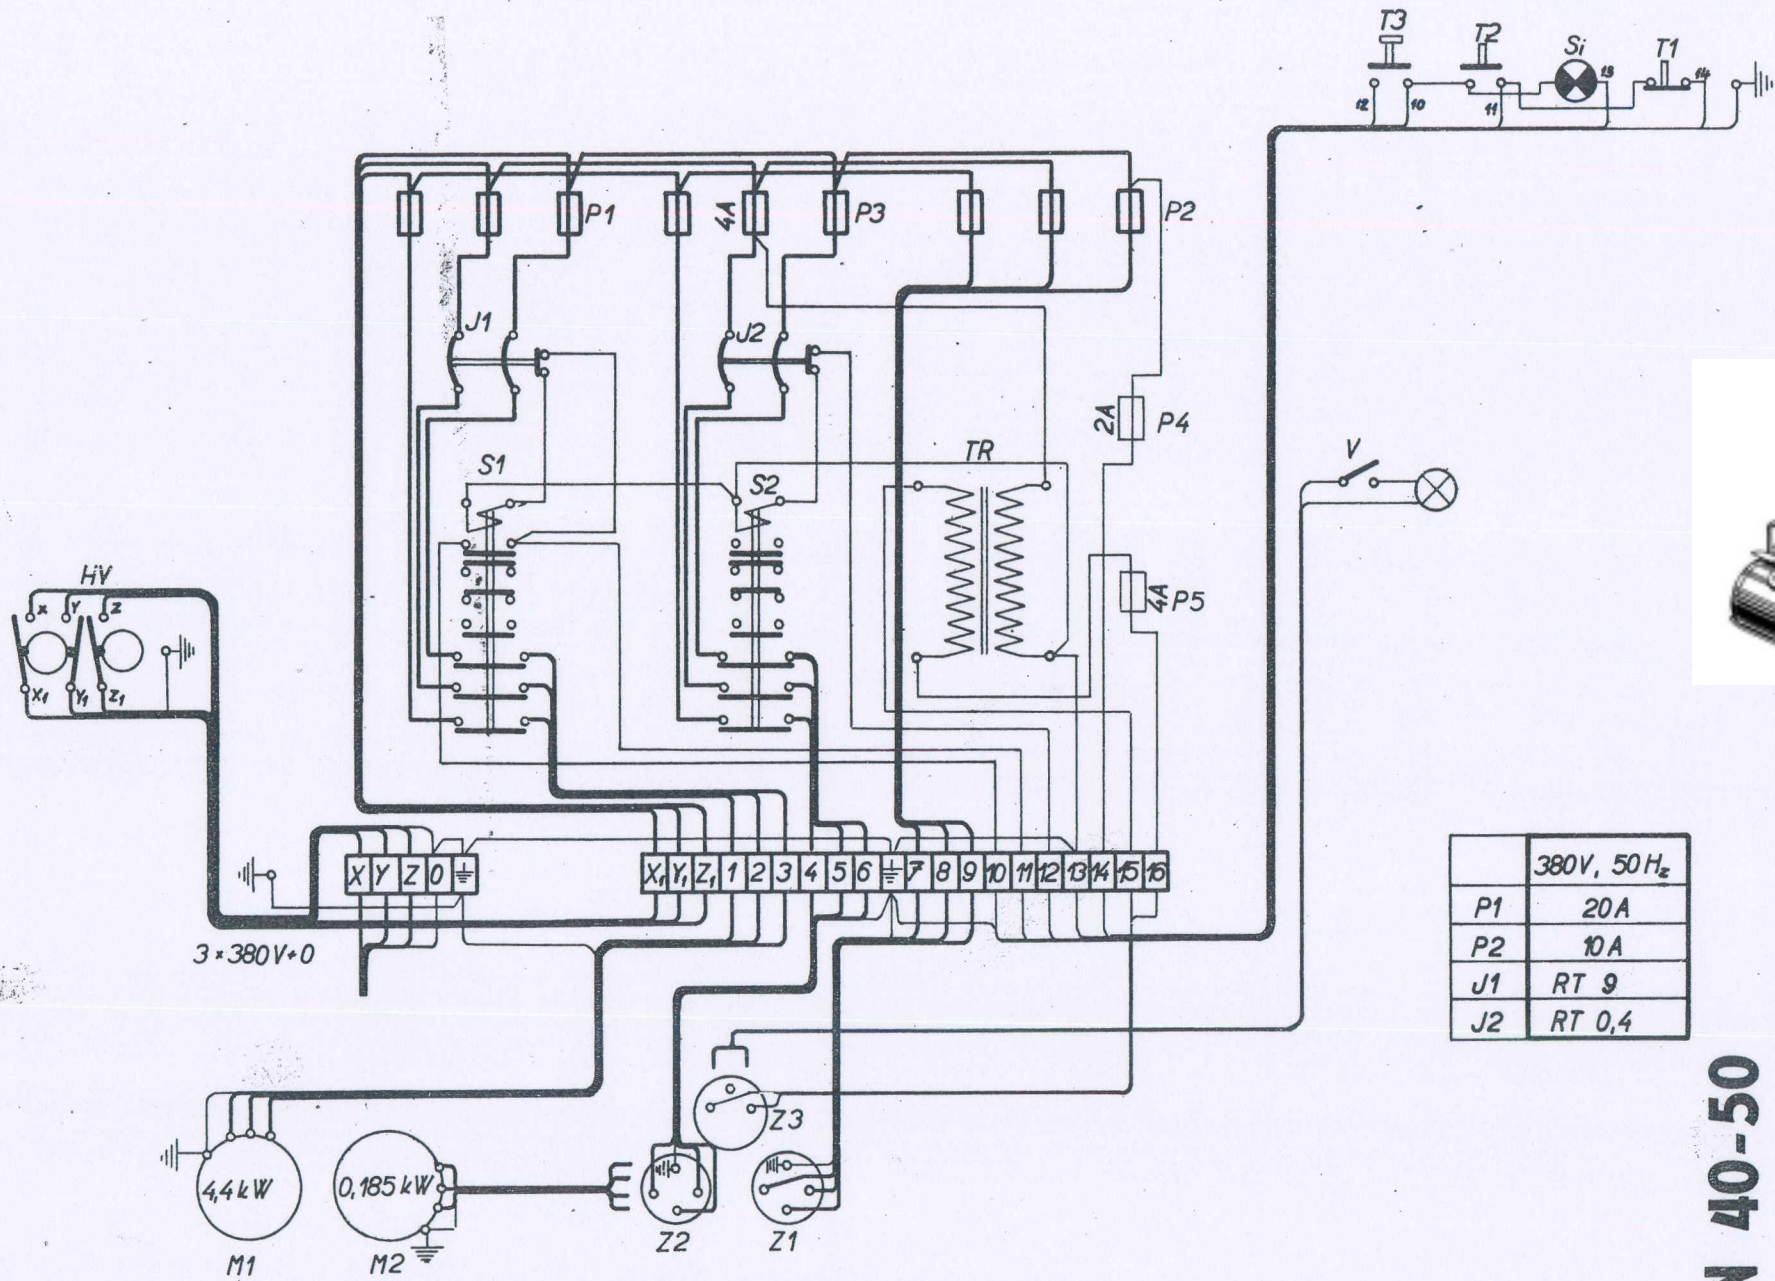 T3
T2
Si
T1
12
10
11
13
14
P1
4A
P3
P2
J1
J2
2A
P4
V
S1
S2
TR
4A
P5
HV
X
Y
Z
X1
Y1
Z1
X Y Z 0
X1 Y1 Z1 1 2 3 4 5 6 7 8 9 10 11 12 13 14 15 16
3 × 380V+0
380V, 50Hz
P1 20A
P2 10A
J1 RT 9
J2 RT 0,4
Z3
4,4 kW
M1
0,185 kW
M2
Z2
Z1
N 40-50